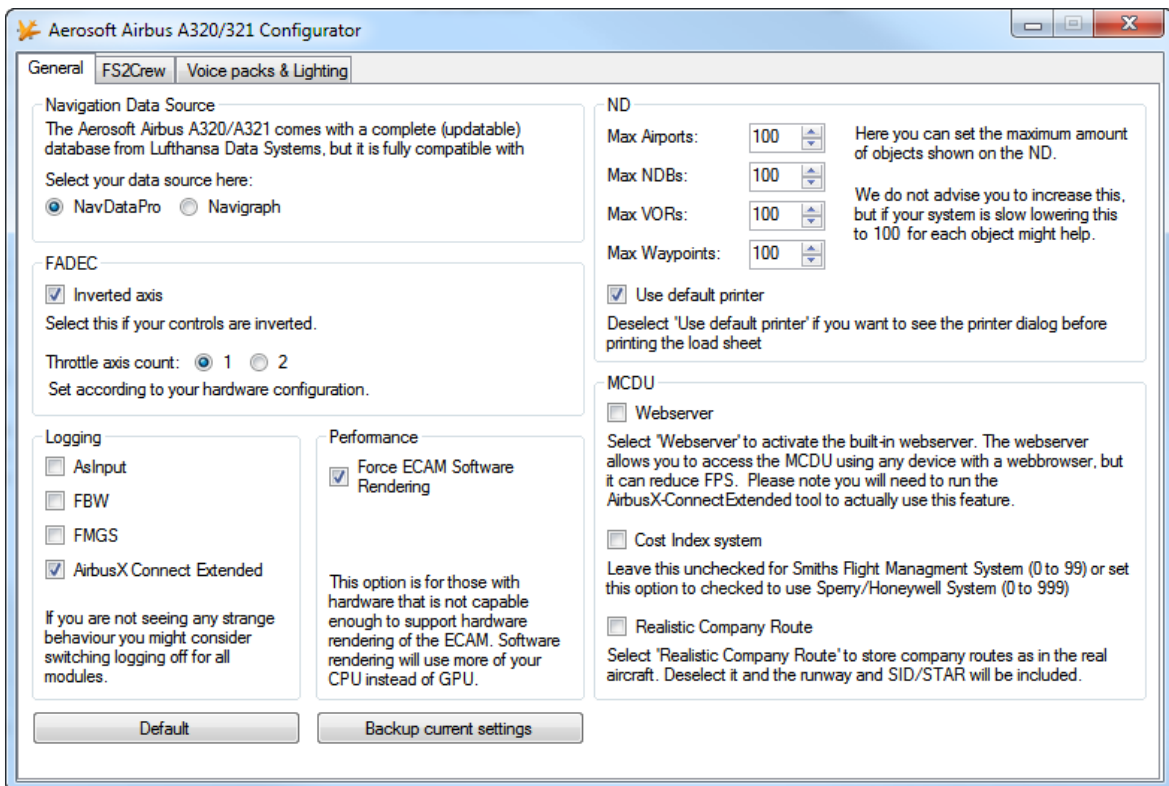 Aerosoft Airbus A320/321 Configurator
General
FS2Crew
Voice packs & Lighting
Navigation Data Source
The Aerosoft Airbus A320/A321 comes with a complete (updatable)
database from Lufthansa Data Systems, but it is fully compatible with
Select your data source here:
NavDataPro
Navigraph
FADEC
Inverted axis
Select this if your controls are inverted.
Throttle axis count: 1 2
Set according to your hardware configuration.
Logging
AsInput
FBW
FMGS
AirbusX Connect Extended
If you are not seeing any strange
behaviour you might consider
switching logging off for all
modules.
Performance
Force ECAM Software
Rendering
This option is for those with
hardware that is not capable
enough to support hardware
rendering of the ECAM. Software
rendering will use more of your
CPU instead of GPU.
Default
Backup current settings
ND
Max Airports: 100
Max NDBs: 100
Max VORs: 100
Max Waypoints: 100
Here you can set the maximum amount
of objects shown on the ND.
We do not advise you to increase this,
but if your system is slow lowering this
to 100 for each object might help.
Use default printer
Deselect 'Use default printer' if you want to see the printer dialog before
printing the load sheet
MCDU
Webserver
Select 'Webserver' to activate the built-in webserver. The webserver
allows you to access the MCDU using any device with a webbrowser, but
it can reduce FPS. Please note you will need to run the
AirbusX-ConnectExtended tool to actually use this feature.
Cost Index system
Leave this unchecked for Smiths Flight Managment System (0 to 99) or set
this option to checked to use Sperry/Honeywell System (0 to 999)
Realistic Company Route
Select 'Realistic Company Route' to store company routes as in the real
aircraft. Deselect it and the runway and SID/STAR will be included.